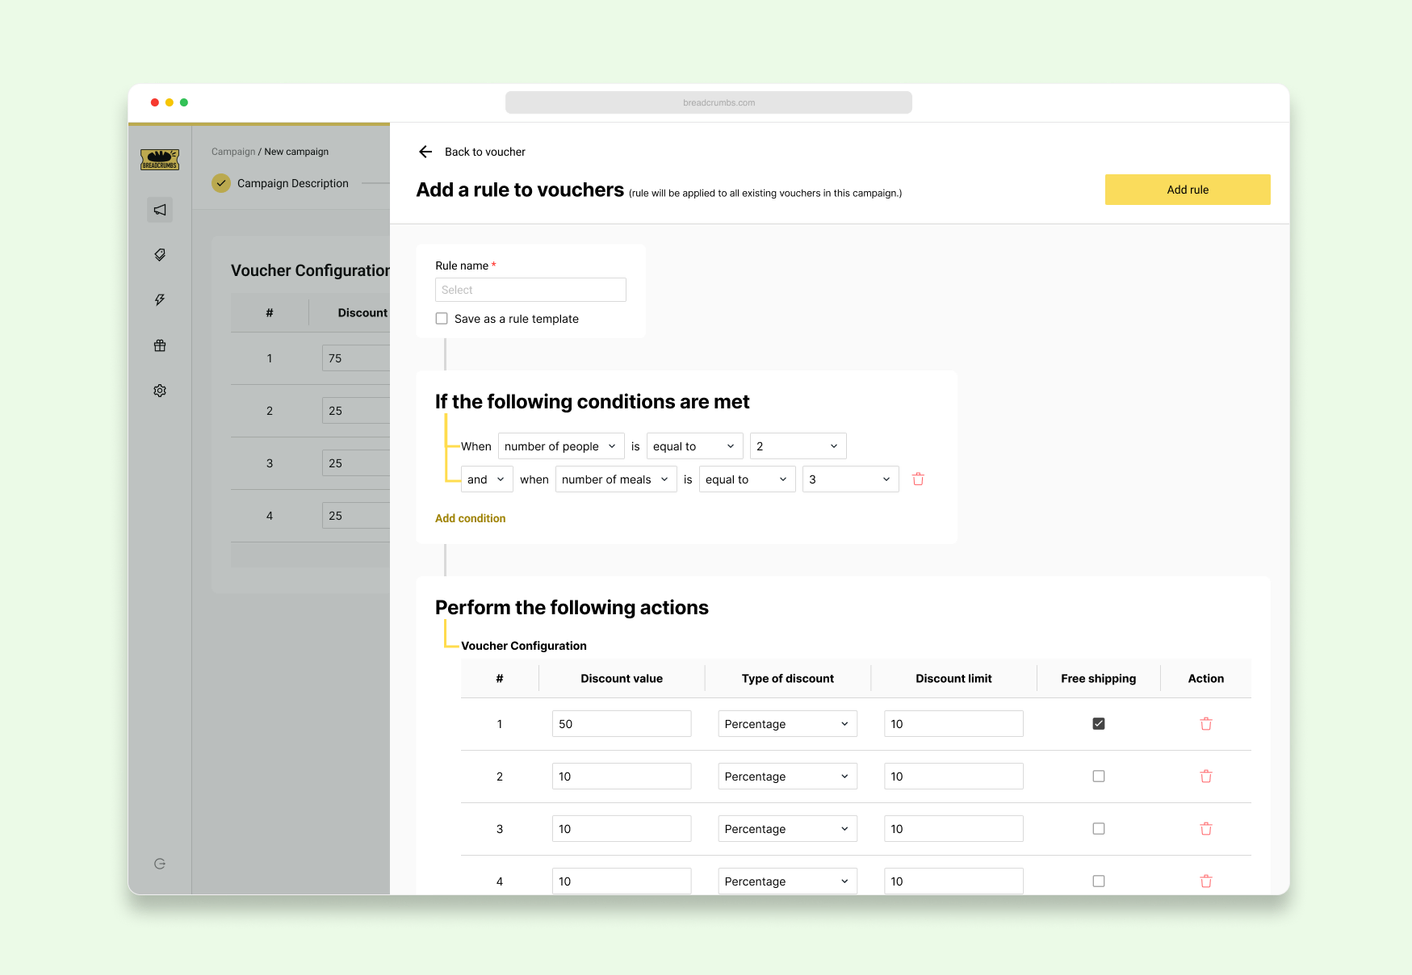 breadcrumbs.com
BREADCRUMBS
Campaign / New campaign
Campaign Description
Voucher Configuration
# Discount
1 75
2 25
3 25
4 25
Back to voucher
Add a rule to vouchers (rule will be applied to all existing vouchers in this campaign.)
Add rule
Rule name *
Select
Save as a rule template
If the following conditions are met
When number of people is equal to 2
and when number of meals is equal to 3
Add condition
Perform the following actions
Voucher Configuration
# Discount value Type of discount Discount limit Free shipping Action
1 50 Percentage 10
2 10 Percentage 10
3 10 Percentage 10
4 10 Percentage 10